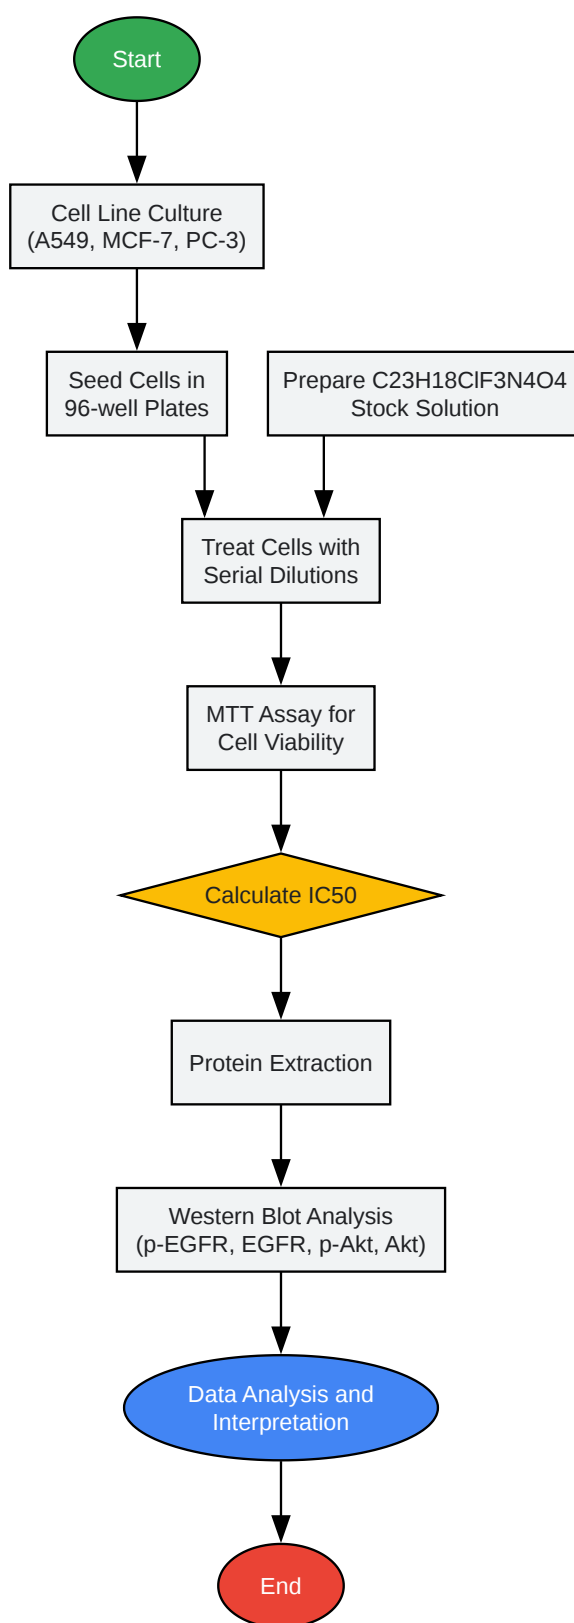 Start
Cell Line Culture
(A549, MCF-7, PC-3)
Seed Cells in
96-well Plates
Prepare C23H18ClF3N4O4
Stock Solution
Treat Cells with
Serial Dilutions
MTT Assay for
Cell Viability
Calculate IC50
Protein Extraction
Western Blot Analysis
(p-EGFR, EGFR, p-Akt, Akt)
Data Analysis and
Interpretation
End